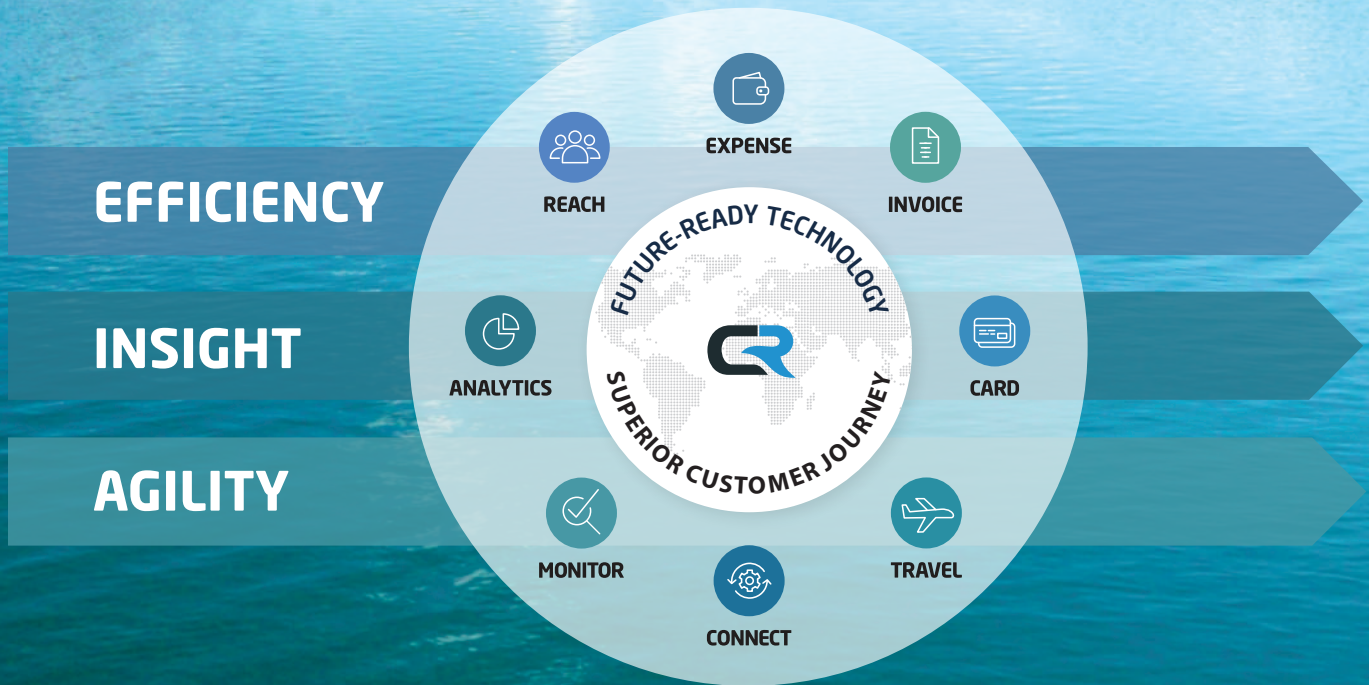 EFFICIENCY
INSIGHT
AGILITY
EXPENSE
REACH
INVOICE
ANALYTICS
CARD
MONITOR
TRAVEL
CONNECT
FUTURE-READY TECHNOLOGY
CR
SUPERIOR CUSTOMER JOURNEY